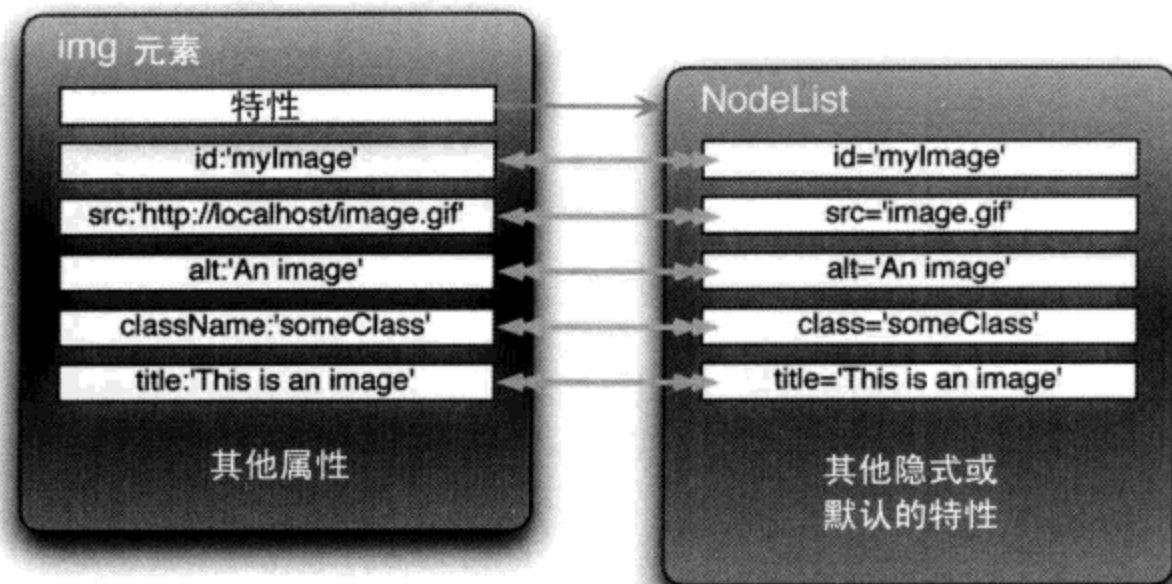 img 元素
特性
id:'myImage'
src:'http://localhost/image.gif'
alt:'An image'
className:'someClass'
title:'This is an image'
其他属性
NodeList
id='myImage'
src='image.gif'
alt='An image'
class='someClass'
title='This is an image'
其他隐式或
默认的特性